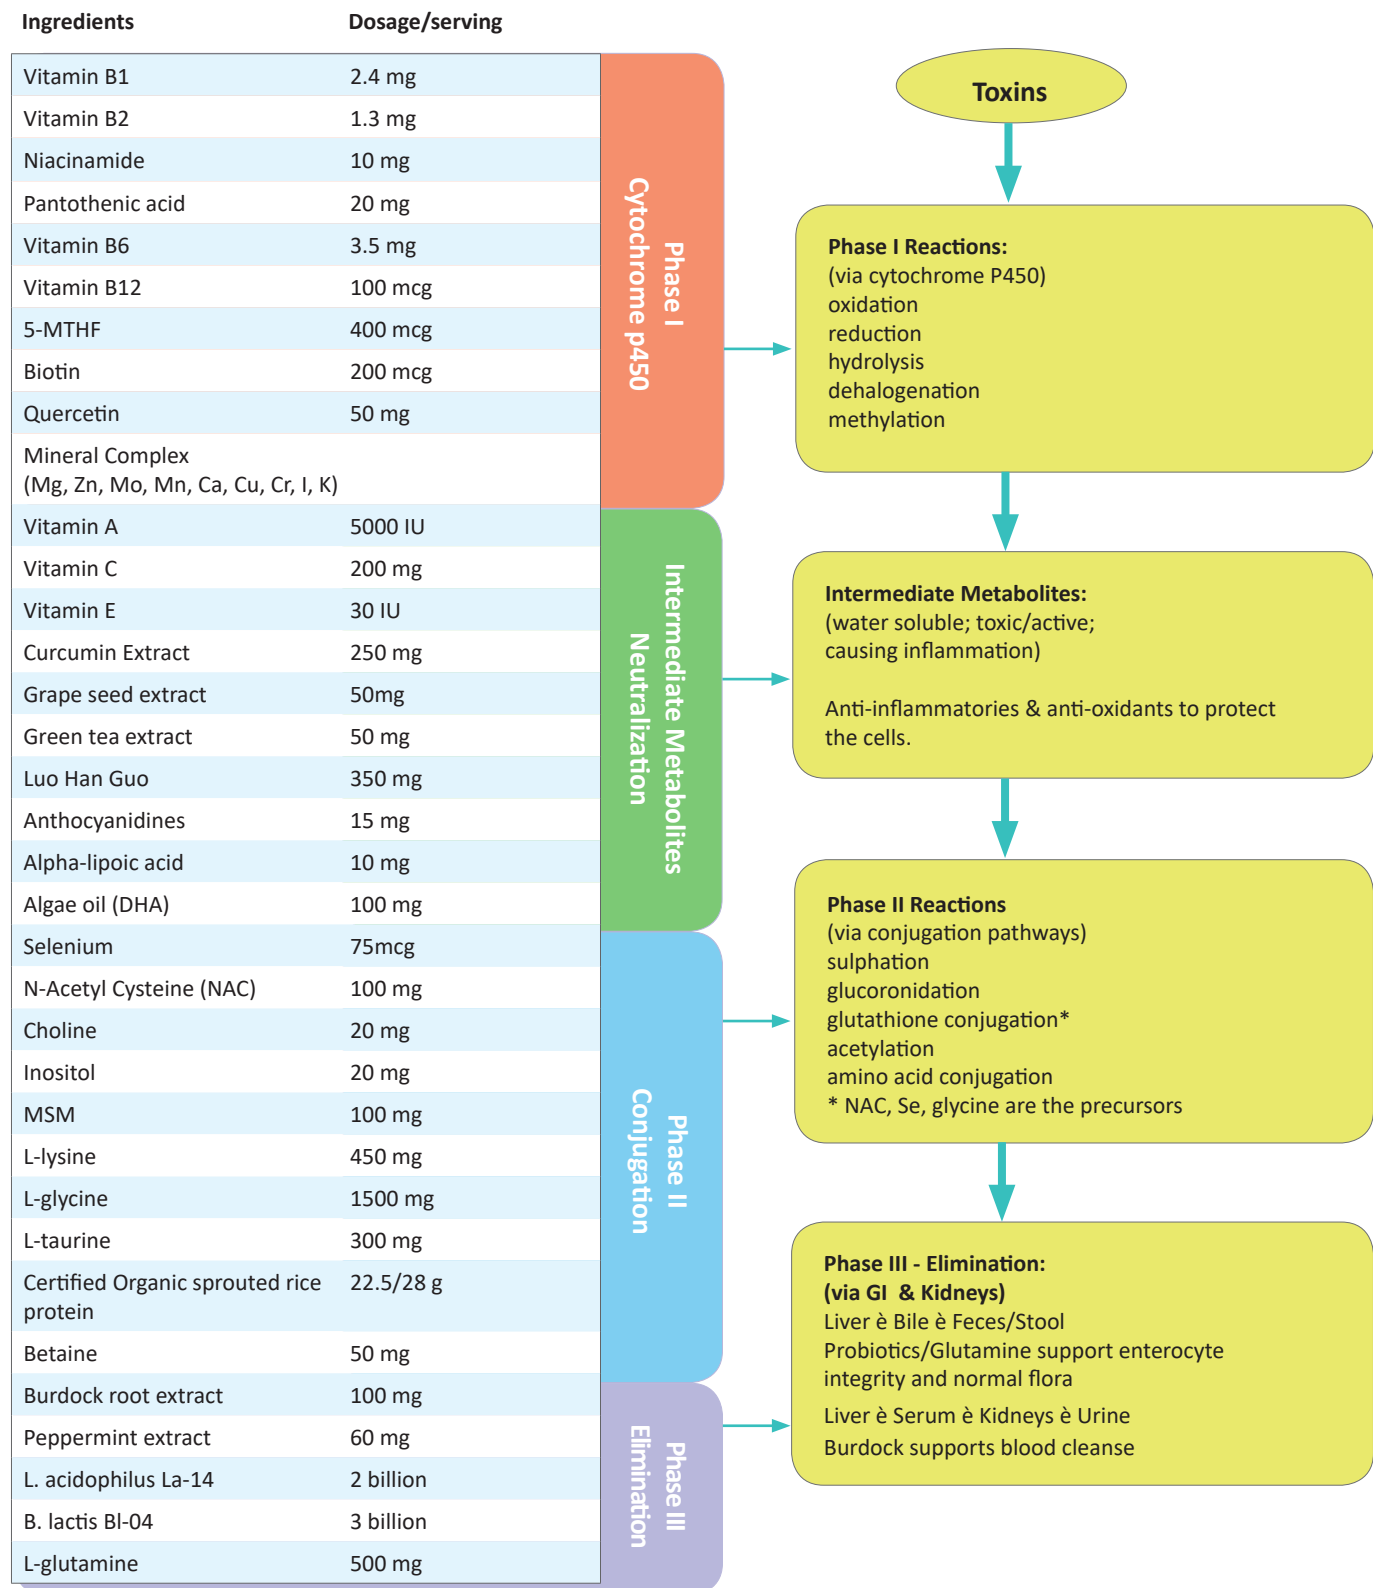 Ingredients Dosage/serving
Vitamin B1 2.4 mg
Vitamin B2 1.3 mg
Niacinamide 10 mg
Pantothenic acid 20 mg
Vitamin B6 3.5 mg
Vitamin B12 100 mcg
5-MTHF 400 mcg
Biotin 200 mcg
Quercetin 50 mg
Mineral Complex
(Mg, Zn, Mo, Mn, Ca, Cu, Cr, I, K)
Vitamin A 5000 IU
Vitamin C 200 mg
Vitamin E 30 IU
Curcumin Extract 250 mg
Grape seed extract 50mg
Green tea extract 50 mg
Luo Han Guo 350 mg
Anthocyanidines 15 mg
Alpha-lipoic acid 10 mg
Algae oil (DHA) 100 mg
Selenium 75mcg
N-Acetyl Cysteine (NAC) 100 mg
Choline 20 mg
Inositol 20 mg
MSM 100 mg
L-lysine 450 mg
L-glycine 1500 mg
L-taurine 300 mg
Certified Organic sprouted rice 22.5/28 g
protein
Betaine 50 mg
Burdock root extract 100 mg
Peppermint extract 60 mg
L. acidophilus La-14 2 billion
B. lactis Bl-04 3 billion
L-glutamine 500 mg
Phase I
Cytochrome p450
Intermediate Metabolites
Neutralization
Phase II
Conjugation
Phase III
Elimination
Toxins
Phase I Reactions:
(via cytochrome P450)
oxidation
reduction
hydrolysis
dehalogenation
methylation
Intermediate Metabolites:
(water soluble; toxic/active;
causing inflammation)
Anti-inflammatories & anti-oxidants to protect
the cells.
Phase II Reactions
(via conjugation pathways)
sulphation
glucoronidation
glutathione conjugation*
acetylation
amino acid conjugation
* NAC, Se, glycine are the precursors
Phase III - Elimination:
(via GI & Kidneys)
Liver è Bile è Feces/Stool
Probiotics/Glutamine support enterocyte
integrity and normal flora
Liver è Serum è Kidneys è Urine
Burdock supports blood cleanse